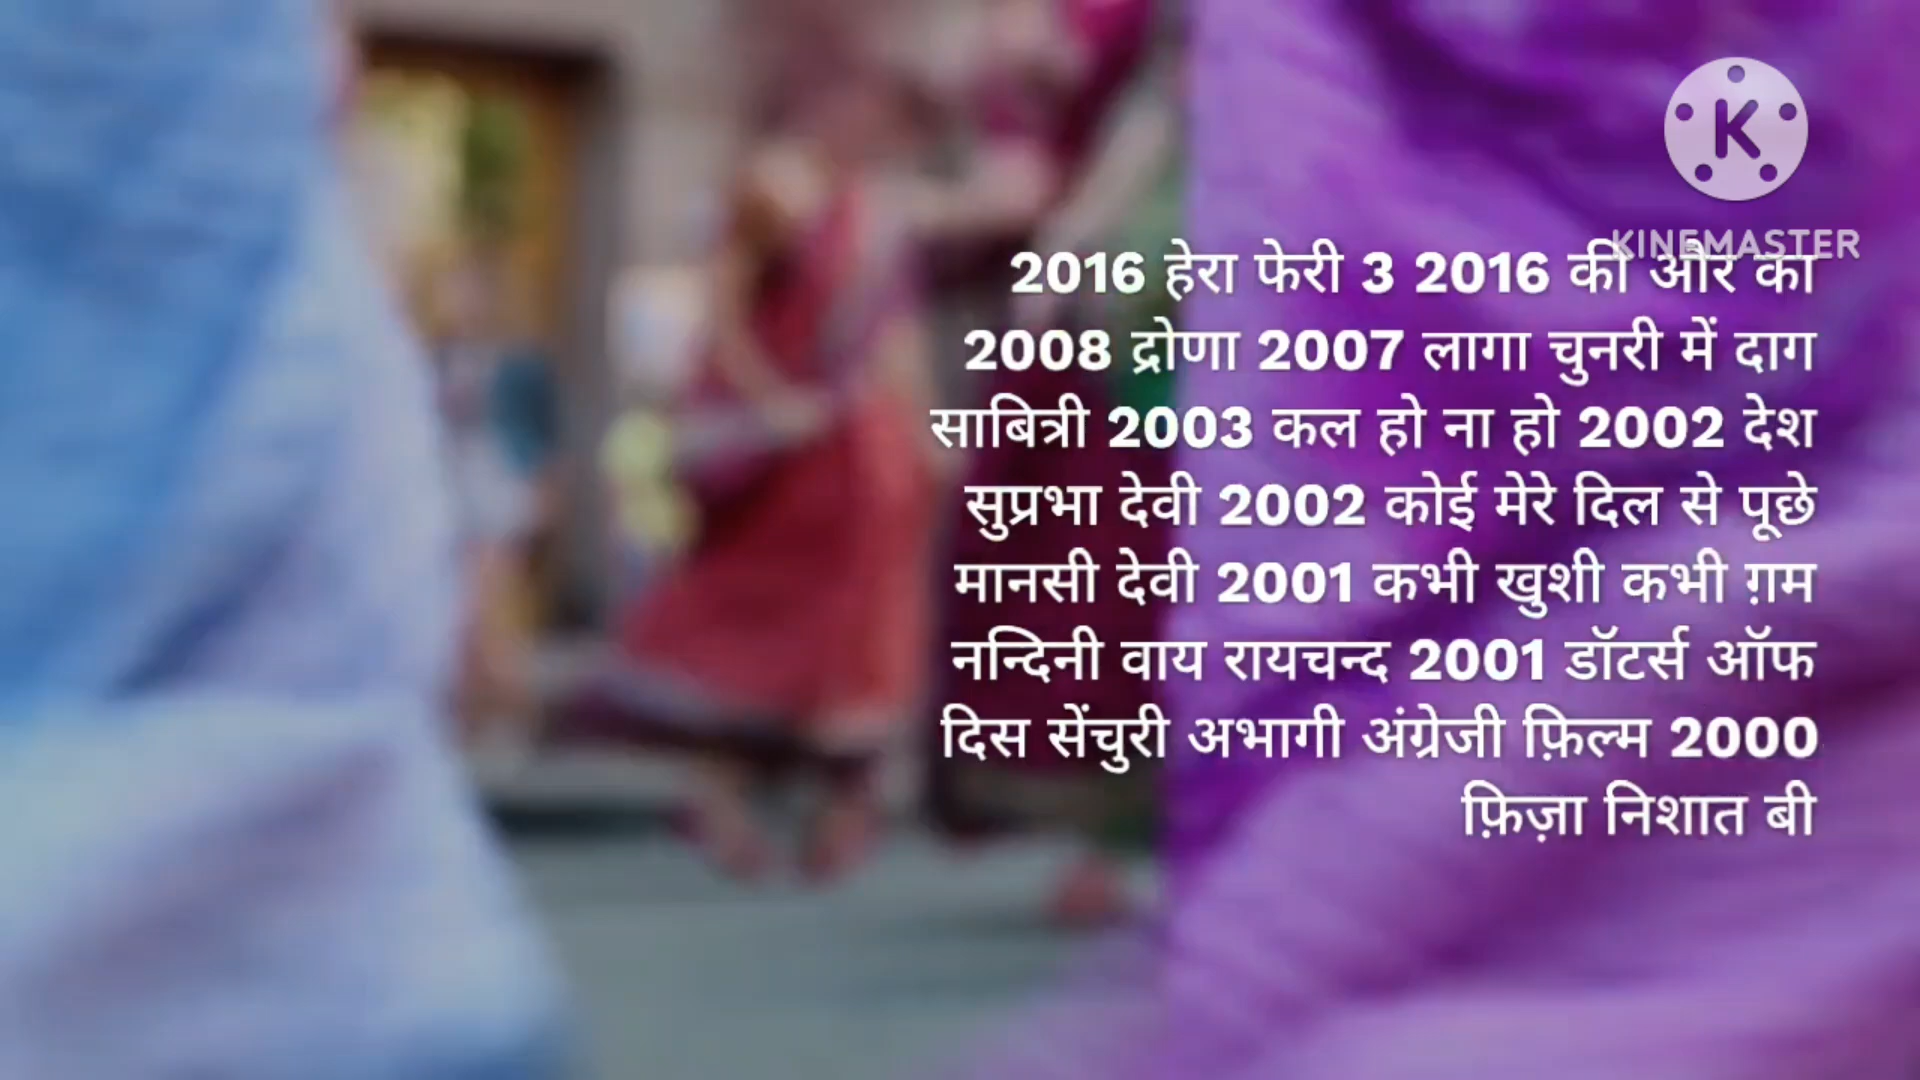 K
KINEMASTER
2016 हेरा फेरी 3 2016 की और का
2008 द्रोणा 2007 लागा चुनरी में दाग
साबित्री 2003 कल हो ना हो 2002 देश
सुप्रभा देवी 2002 कोई मेरे दिल से पूछे
मानसी देवी 2001 कभी खुशी कभी ग़म
नन्दिनी वाय रायचन्द 2001 डॉटर्स ऑफ
दिस सेंचुरी अभागी अंग्रेजी फ़िल्म 2000
फ़िज़ा निशात बी